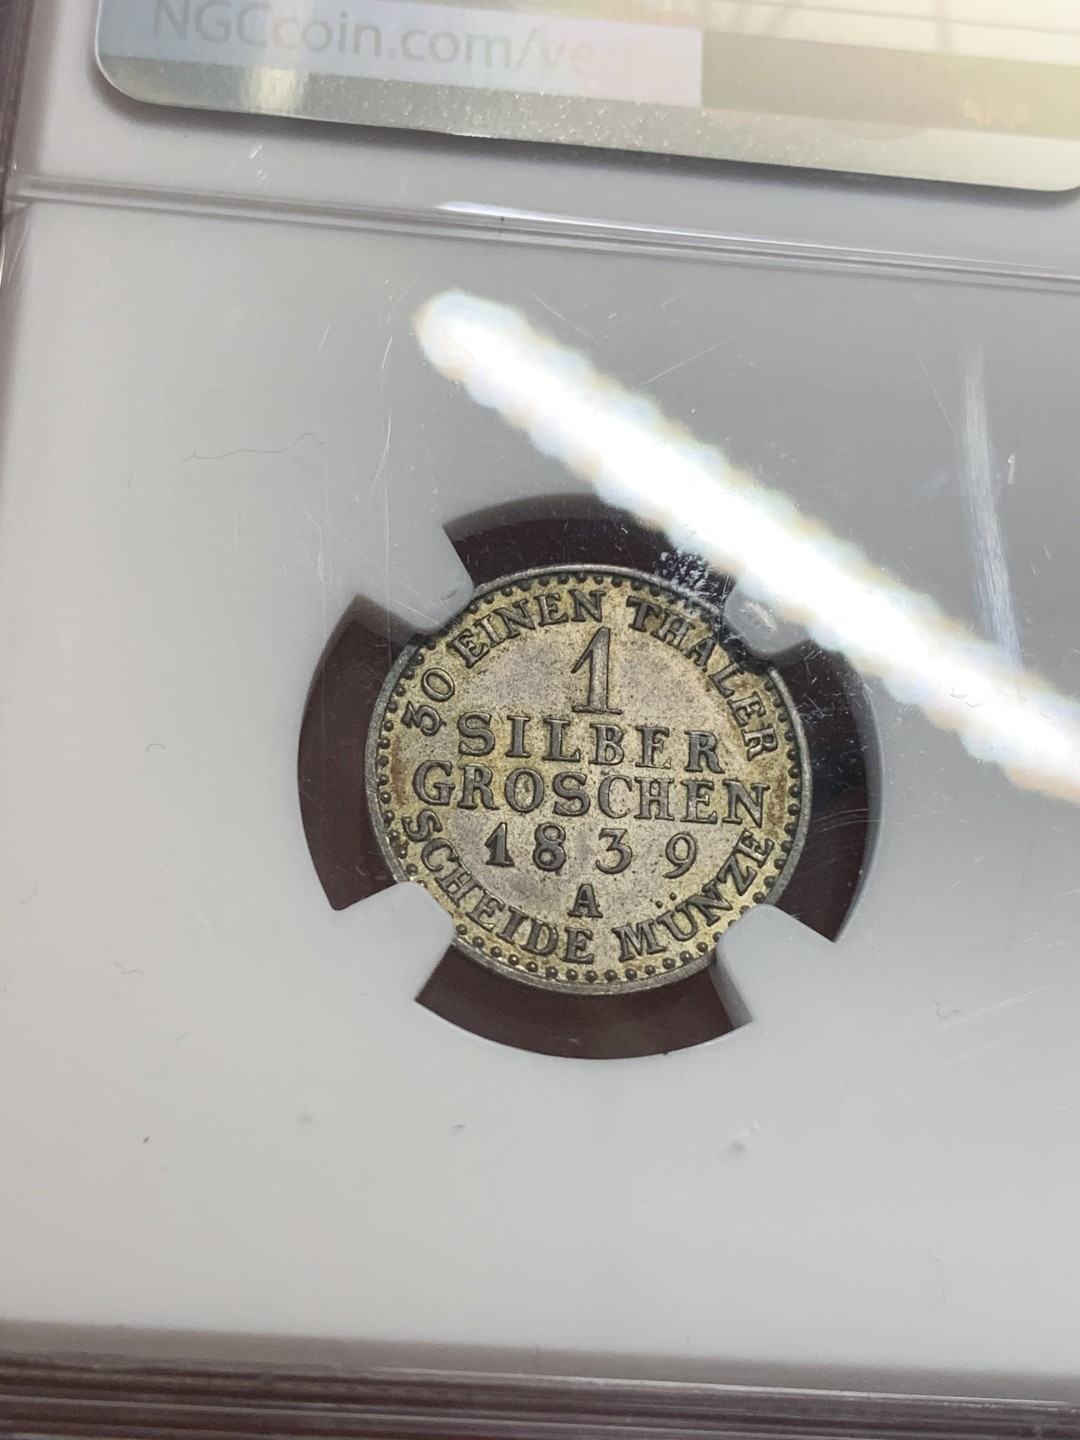 NGCcoin.com/ve
30 EINEN THALER
1
SILBER
GROSCHEN
1839
A
SCHEIDE MÜNZE